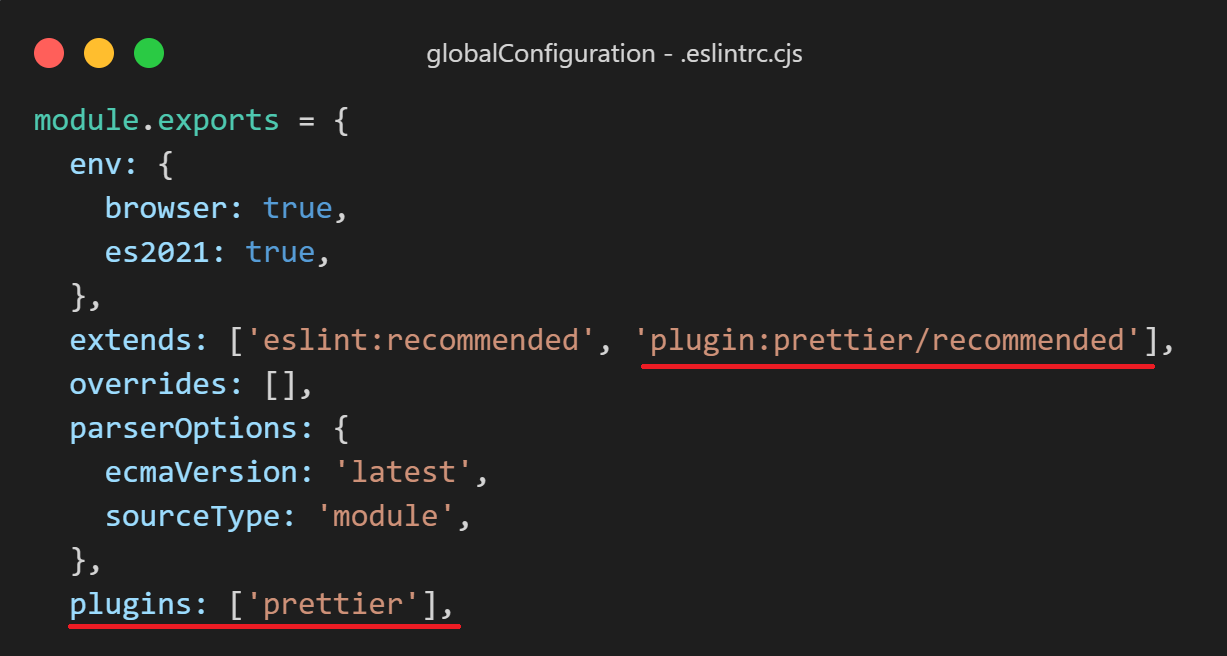 globalConfiguration - .eslintrc.cjs
module.exports = {
  env: {
    browser: true,
    es2021: true,
  },
  extends: ['eslint:recommended', 'plugin:prettier/recommended'],
  overrides: [],
  parserOptions: {
    ecmaVersion: 'latest',
    sourceType: 'module',
  },
  plugins: ['prettier'],